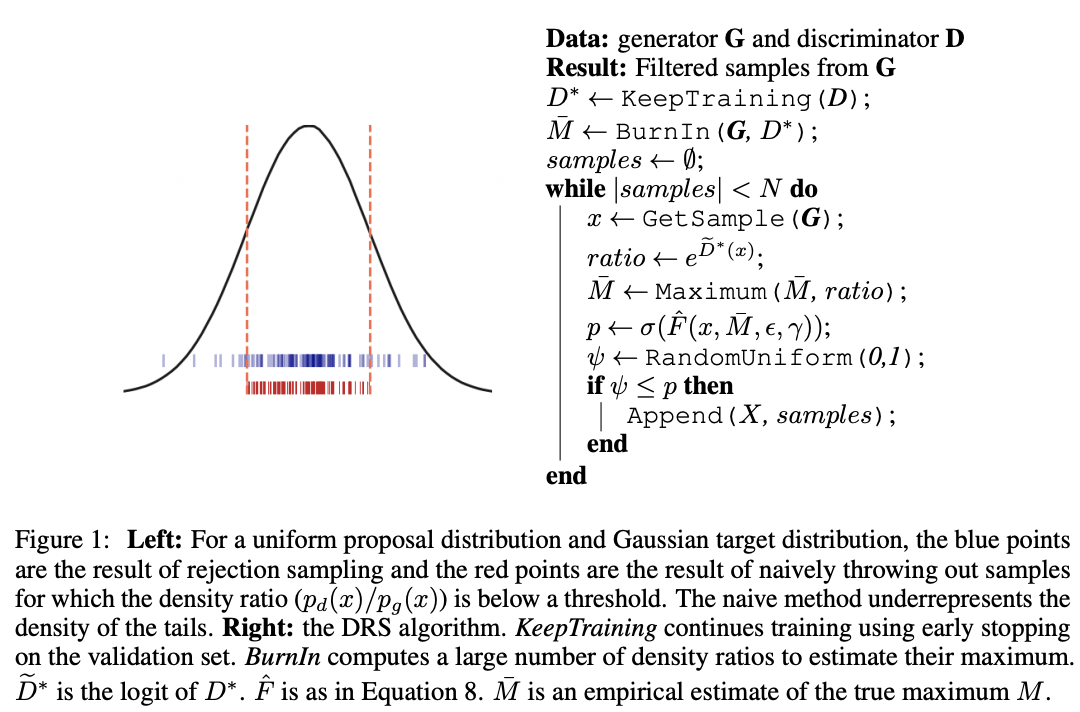 Data: generator G and discriminator D
Result: Filtered samples from G
D* ← KeepTraining(D);
M̄ ← BurnIn(G, D*);
samples ← ∅;
while |samples| < N do
x ← GetSample(G);
ratio ← e^{D̃*(x)};
M̄ ← Maximum(M̄, ratio);
p ← σ(F̂(x, M̄, ϵ, γ));
ψ ← RandomUniform(0,1);
if ψ ≤ p then
Append(X, samples);
end
end
Figure 1: Left: For a uniform proposal distribution and Gaussian target distribution, the blue points
are the result of rejection sampling and the red points are the result of naively throwing out samples
for which the density ratio (p_d(x)/p_g(x)) is below a threshold. The naive method underrepresents the
density of the tails. Right: the DRS algorithm. KeepTraining continues training using early stopping
on the validation set. BurnIn computes a large number of density ratios to estimate their maximum.
D̃* is the logit of D*. F̂ is as in Equation 8. M̄ is an empirical estimate of the true maximum M.